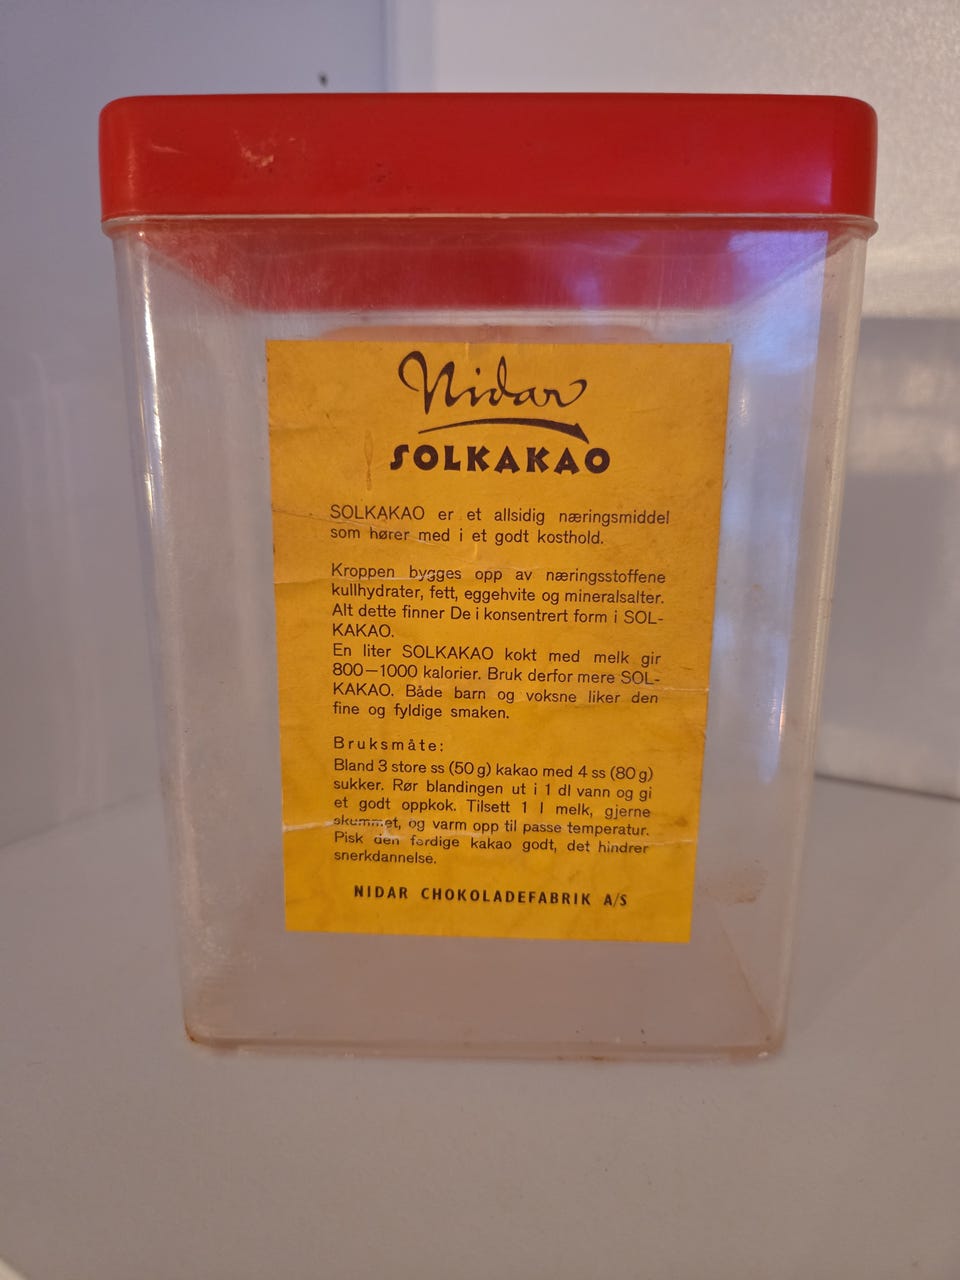 Nidar
SOLKAKAO
SOLKAKAO er et allsidig næringsmiddel
som hører med i et godt kosthold.
Kroppen bygges opp av næringsstoffene
kullhydrater, fett, eggehvite og mineralsalter.
Alt dette finner De i konsentrert form i SOL-
KAKAO.
En liter SOLKAKAO kokt med melk gir
800—1000 kalorier. Bruk derfor mere SOL-
KAKAO. Både barn og voksne liker den
fine og fyldige smaken.
Bruksmåte:
Bland 3 store ss (50 g) kakao med 4 ss (80 g)
sukker. Rør blandingen ut i 1 dl vann og gi
et godt oppkok. Tilsett 1 l melk, gjerne
skummet, og varm opp til passe temperatur.
Pisk den ferdige kakao godt, det hindrer
snerkdannelse.
NIDAR CHOKOLADEFABRIK A/S